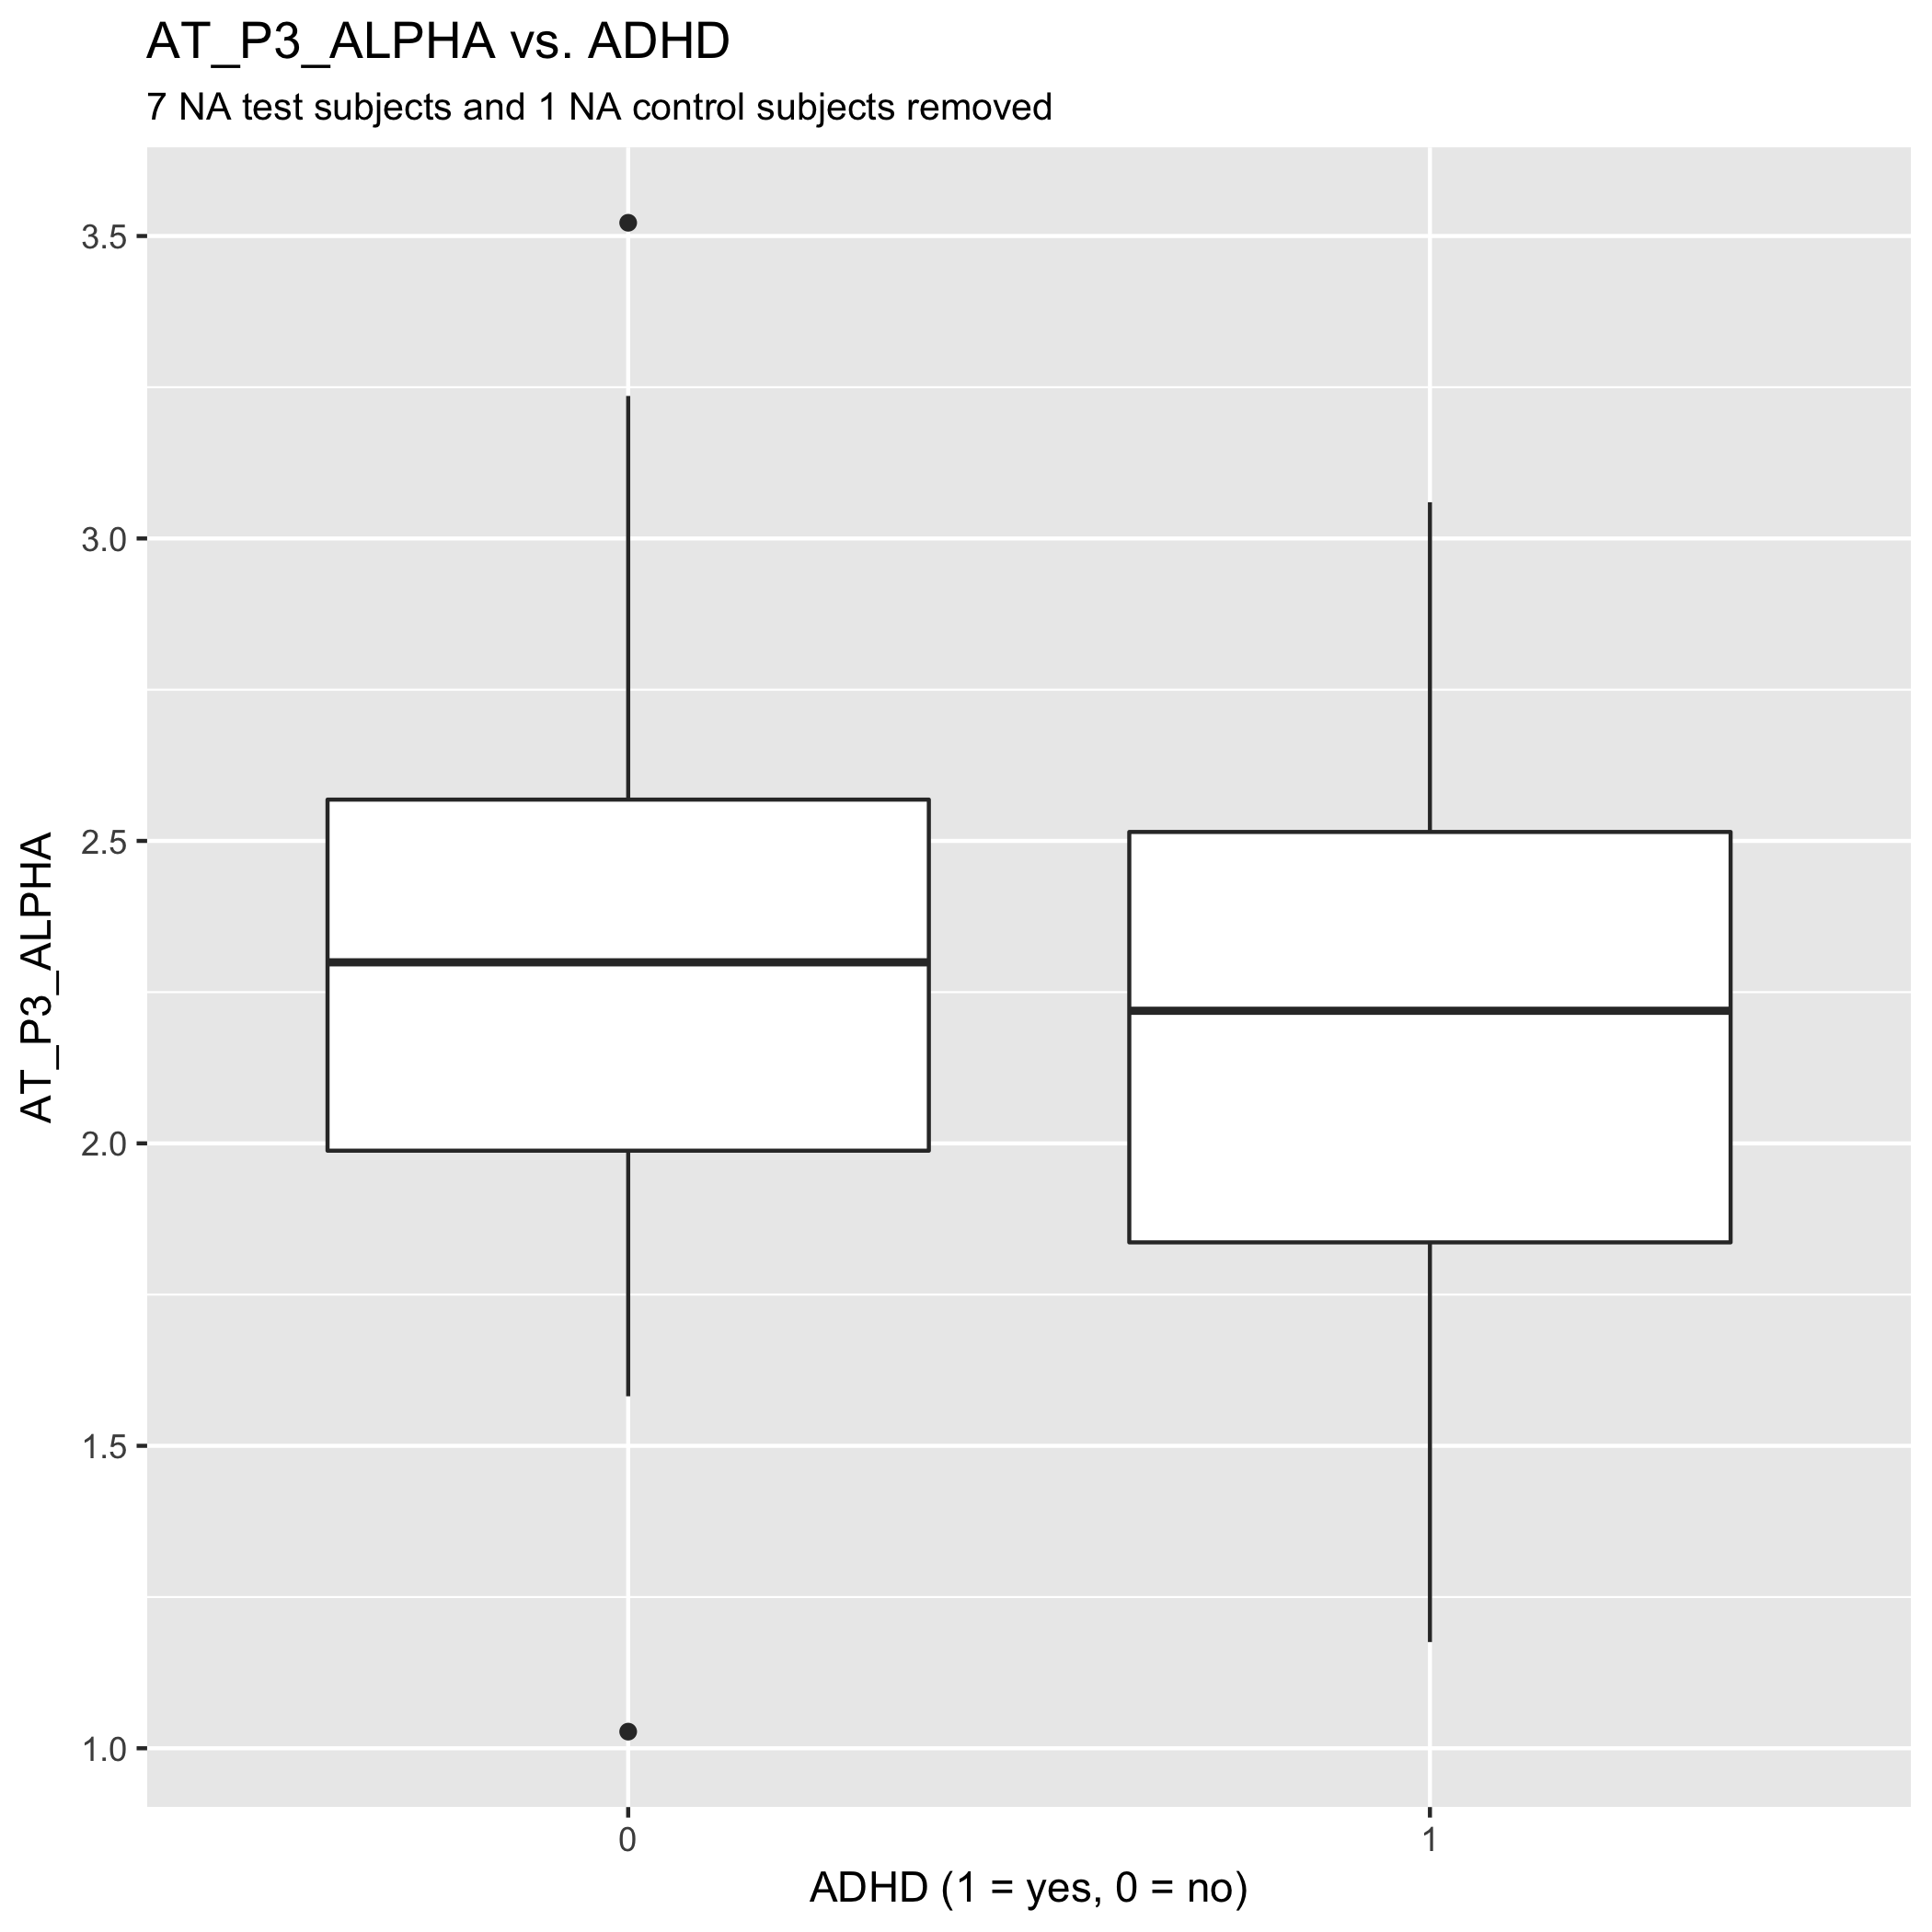 AT_P3_ALPHA vs. ADHD
7 NA test subjects and 1 NA control subjects removed
AT_P3_ALPHA
3.5
3.0
2.5
2.0
1.5
1.0
0
1
ADHD (1 = yes, 0 = no)